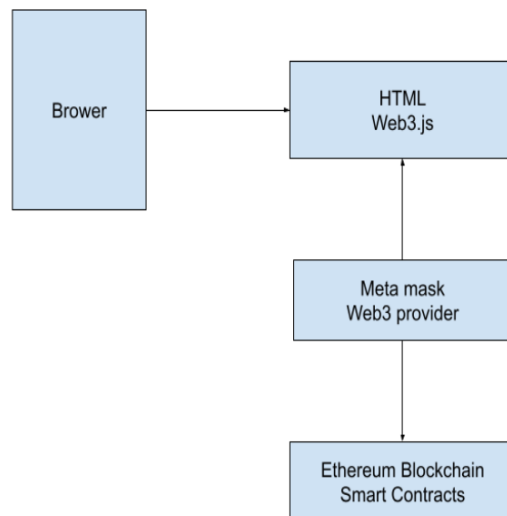 Brower
HTML
Web3.js
Meta mask
Web3 provider
Ethereum Blockchain
Smart Contracts